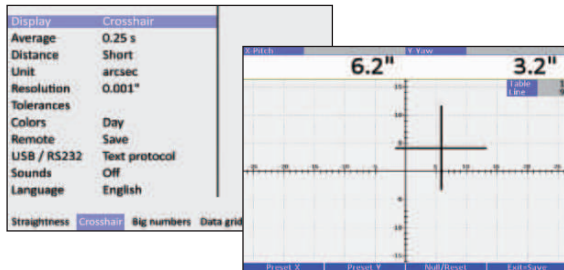 Display Crosshair
Average 0.25 s
Distance Short
Unit arcsec
Resolution 0.001"
Tolerances
Colors Day
Remote Save
USB / RS232 Text protocol
Sounds Off
Language English
Straightness Crosshair Big numbers Data grid
X-Pitch Y-Yaw
6.2" 3.2"
Table
Line
Preset X Preset Y Null/Reset Exit+Save